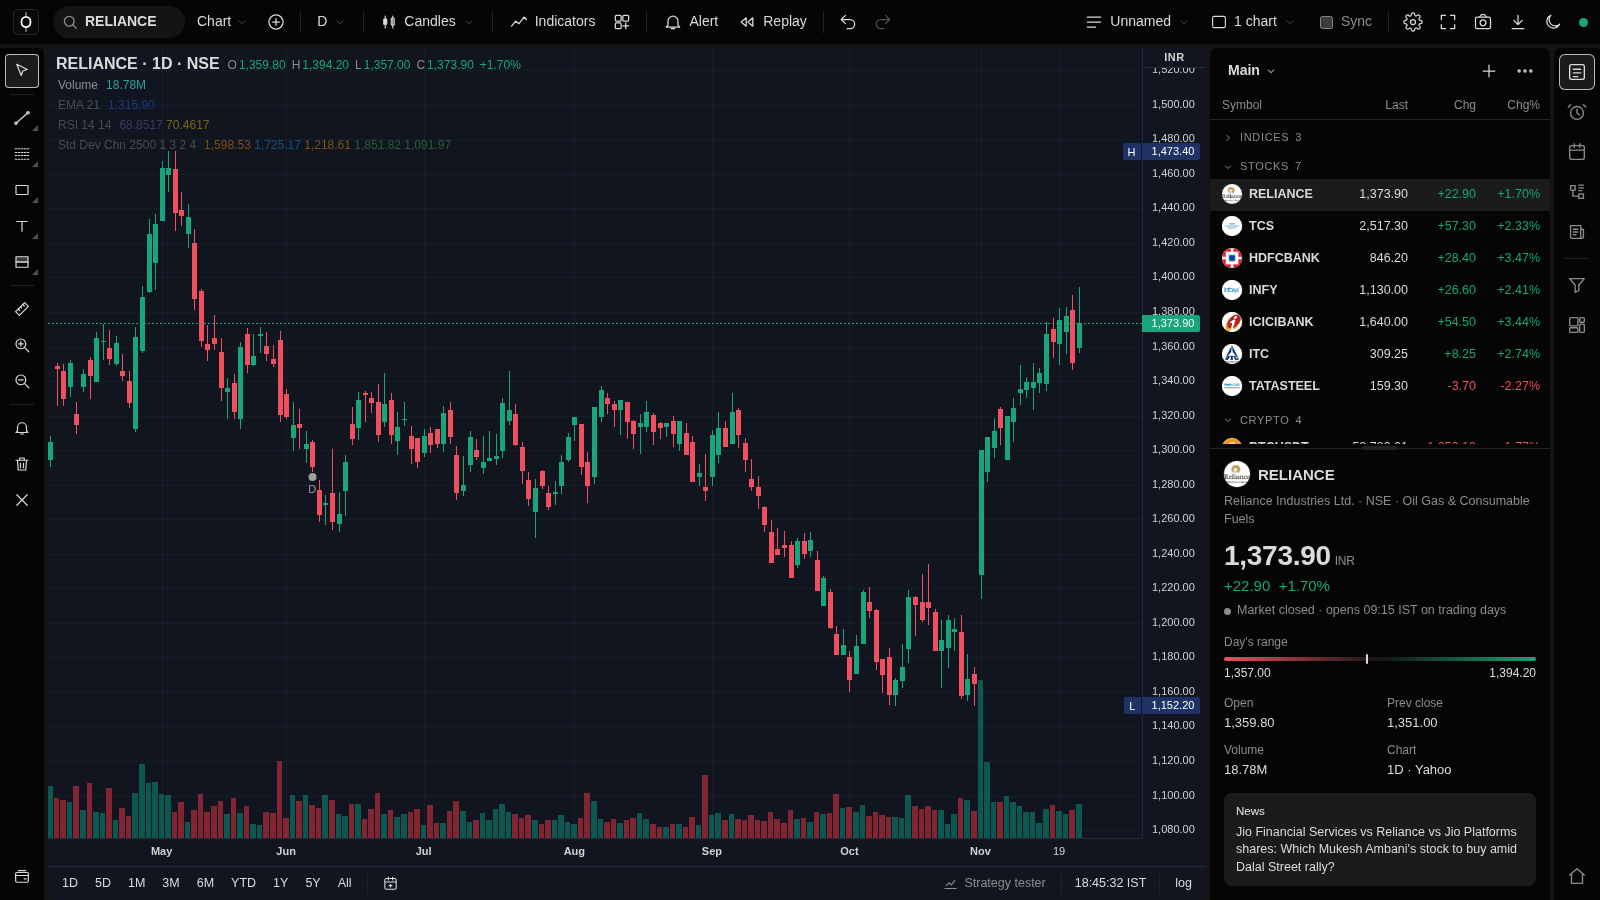 RELIANCE Chart D Candles Indicators Alert Replay Unnamed 1 chart Sync
RELIANCE · 1D · NSE O1,359.80 H1,394.20 L1,357.00 C1,373.90 +1.70%
Volume 18.78M
EMA 21 1,315.90
RSI 14 14 68.8517 70.4617
Std Dev Chn 2500 1 3 2 4 1,598.53 1,725.17 1,218.61 1,851.82 1,091.97
D
INR
1,520.00
1,500.00
1,480.00
H 1,473.40
1,460.00
1,440.00
1,420.00
1,400.00
1,380.00
1,373.90
1,360.00
1,340.00
1,320.00
1,300.00
1,280.00
1,260.00
1,240.00
1,220.00
1,200.00
1,180.00
1,160.00
L 1,152.20
1,140.00
1,120.00
1,100.00
1,080.00
May Jun Jul Aug Sep Oct Nov 19
1D 5D 1M 3M 6M YTD 1Y 5Y All Strategy tester 18:45:32 IST log
Main
Symbol Last Chg Chg%
INDICES 3
STOCKS 7
RELIANCE 1,373.90 +22.90 +1.70%
TCS 2,517.30 +57.30 +2.33%
HDFCBANK 846.20 +28.40 +3.47%
INFY 1,130.00 +26.60 +2.41%
ICICIBANK 1,640.00 +54.50 +3.44%
ITC 309.25 +8.25 +2.74%
TATASTEEL 159.30 -3.70 -2.27%
CRYPTO 4
RELIANCE
Reliance Industries Ltd. · NSE · Oil Gas & Consumable
Fuels
1,373.90 INR
+22.90 +1.70%
Market closed · opens 09:15 IST on trading days
Day's range
1,357.00 1,394.20
Open Prev close
1,359.80 1,351.00
Volume Chart
18.78M 1D · Yahoo
News
Jio Financial Services vs Reliance vs Jio Platforms
shares: Which Mukesh Ambani's stock to buy amid
Dalal Street rally?